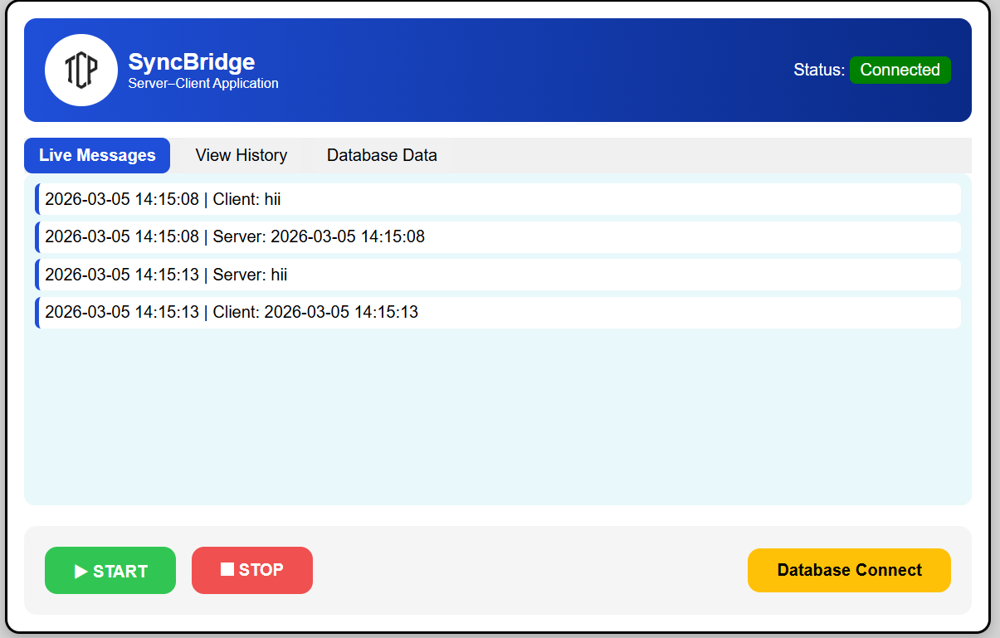 TCP
SyncBridge
Server–Client Application
Status: Connected
Live Messages View History Database Data
2026-03-05 14:15:08 | Client: hii
2026-03-05 14:15:08 | Server: 2026-03-05 14:15:08
2026-03-05 14:15:13 | Server: hii
2026-03-05 14:15:13 | Client: 2026-03-05 14:15:13
START STOP Database Connect